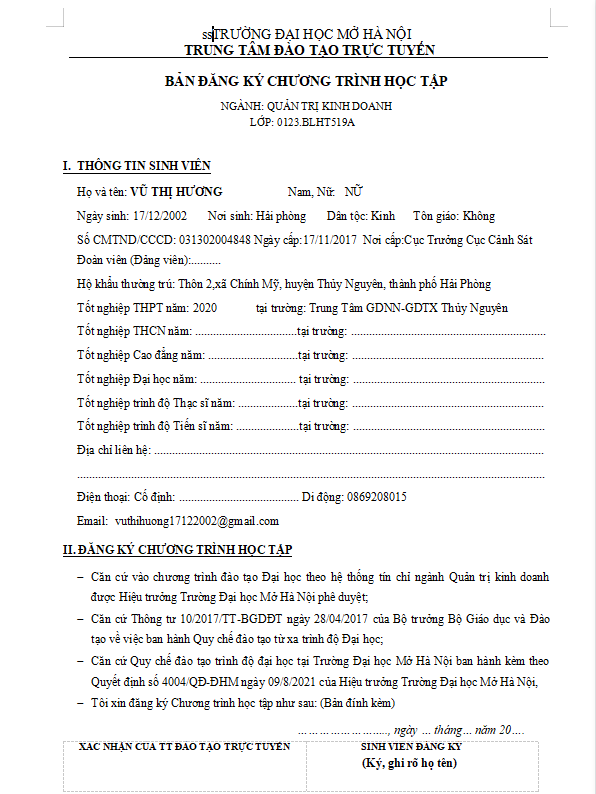 ssTRƯỜNG ĐẠI HỌC MỞ HÀ NỘI
TRUNG TÂM ĐÀO TẠO TRỰC TUYẾN
BẢN ĐĂNG KÝ CHƯƠNG TRÌNH HỌC TẬP
NGÀNH: QUẢN TRỊ KINH DOANH
LỚP: 0123.BLHT519A
I. THÔNG TIN SINH VIÊN
Họ và tên: VŨ THỊ HƯƠNG Nam, Nữ: NỮ
Ngày sinh: 17/12/2002 Nơi sinh: Hải phòng Dân tộc: Kinh Tôn giáo: Không
Số CMTND/CCCD: 031302004848 Ngày cấp:17/11/2017 Nơi cấp:Cục Trưởng Cục Cảnh Sát
Đoàn viên (Đảng viên):..........
Hộ khẩu thường trú: Thôn 2,xã Chính Mỹ, huyện Thủy Nguyên, thành phố Hải Phòng
Tốt nghiệp THPT năm: 2020 tại trường: Trung Tâm GDNN-GDTX Thủy Nguyên
Tốt nghiệp THCN năm: ..................................tại trường: .................................................................
Tốt nghiệp Cao đẳng năm: ..............................tại trường: ................................................................
Tốt nghiệp Đại học năm: ................................ tại trường: ................................................................
Tốt nghiệp trình độ Thạc sĩ năm: ....................tại trường: ................................................................
Tốt nghiệp trình độ Tiến sĩ năm: .....................tại trường: ................................................................
Địa chỉ liên hệ: ..................................................................................................................................
............................................................................................................................................................
Điện thoại: Cố định: ........................................ Di động: 0869208015
Email: vuthihuong17122002@gmail.com
II. ĐĂNG KÝ CHƯƠNG TRÌNH HỌC TẬP
– Căn cứ vào chương trình đào tạo Đại học theo hệ thống tín chỉ ngành Quản trị kinh doanh
được Hiệu trưởng Trường Đại học Mở Hà Nội phê duyệt;
– Căn cứ Thông tư 10/2017/TT-BGDĐT ngày 28/04/2017 của Bộ trưởng Bộ Giáo dục và Đào
tạo về việc ban hành Quy chế đào tạo từ xa trình độ Đại học;
– Căn cứ Quy chế đào tạo trình độ đại học tại Trường Đại học Mở Hà Nội ban hành kèm theo
Quyết định số 4004/QĐ-ĐHM ngày 09/8/2021 của Hiệu trưởng Trường Đại học Mở Hà Nội,
– Tôi xin đăng ký Chương trình học tập như sau: (Bản đính kèm)
…………………….., ngày … tháng… năm 20….
XÁC NHẬN CỦA TT ĐÀO TẠO TRỰC TUYẾN SINH VIÊN ĐĂNG KÝ
(Ký, ghi rõ họ tên)